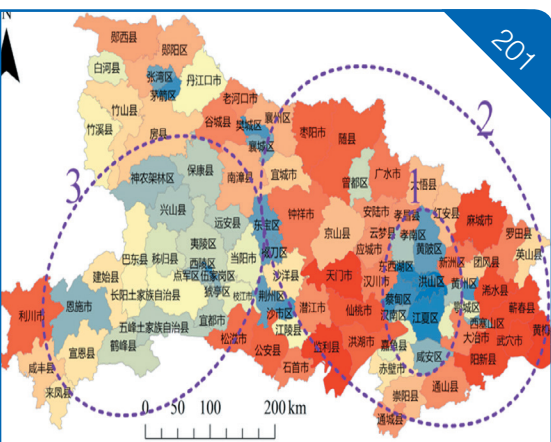 N
201
郧西县
郧阳区
白河县
张湾区
茅箭区
丹江口市
竹山县
竹溪县
房县
老河口市
谷城县
樊城区
襄州区
襄城区
枣阳市
随县
2
广水市
大悟县
1
3
神农架林区
保康县
南漳县
宜城市
曾都区
兴山县
远安县
东宝区
钟祥市
京山县
安陆市
孝昌县
红安县
麻城市
云梦县
孝南区
黄陂区
罗田县
英山县
应城市
夷陵区
当阳市
掇刀区
巴东县
秭归县
西陵区
点军区
伍家岗区
猇亭区
枝江市
沙洋县
天门市
汉川市
东西湖区
新洲区
团风县
洪山区
黄州区
浠水县
建始县
恩施市
长阳土家族自治县
荆州区
沙市区
潜江市
仙桃市
蔡甸区
汉南区
江夏区
鄂城区
西塞山区
蕲春县
利川市
五峰土家族自治县
宜都市
江陵县
大冶市
武穴市
黄梅
宣恩县
鹤峰县
松滋市
公安县
监利县
洪湖市
嘉鱼县
咸安区
阳新县
咸丰县
石首市
赤壁市
来凤县
崇阳县
通山县
通城县
0 50 100 200 km